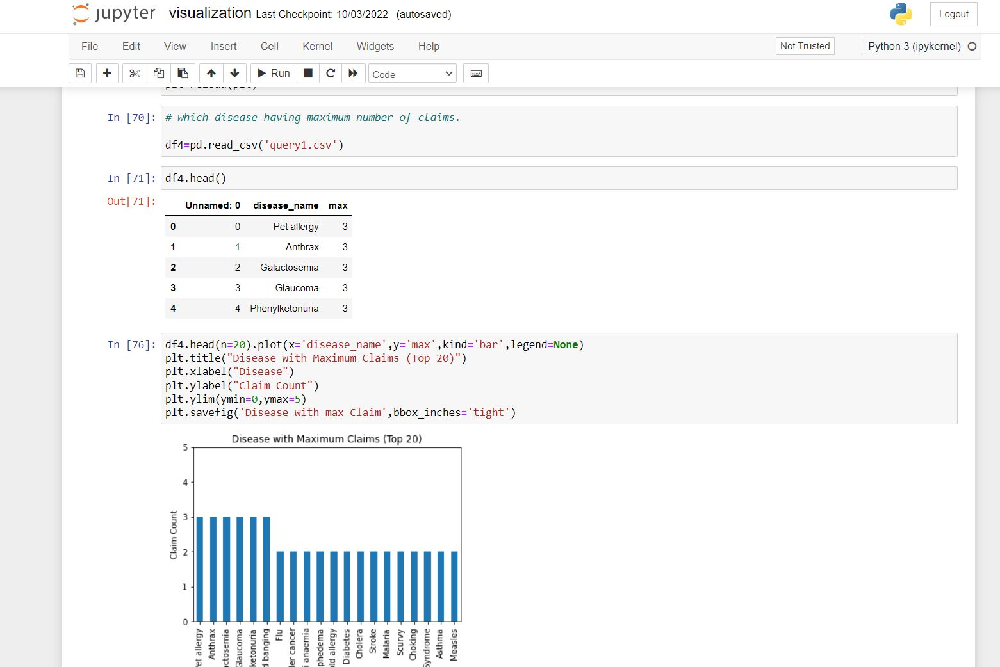 jupyter visualization Last Checkpoint: 10/03/2022 (autosaved)
Logout
File Edit View Insert Cell Kernel Widgets Help
Not Trusted
Python 3 (ipykernel)
Run
Code
In [70]:
# which disease having maximum number of claims.
df4=pd.read_csv('query1.csv')
In [71]:
df4.head()
Out[71]:
Unnamed: 0 disease_name max
0 0 Pet allergy 3
1 1 Anthrax 3
2 2 Galactosemia 3
3 3 Glaucoma 3
4 4 Phenylketonuria 3
In [76]:
df4.head(n=20).plot(x='disease_name',y='max',kind='bar',legend=None)
plt.title("Disease with Maximum Claims (Top 20)")
plt.xlabel("Disease")
plt.ylabel("Claim Count")
plt.ylim(ymin=0,ymax=5)
plt.savefig('Disease with max Claim',bbox_inches='tight')
Disease with Maximum Claims (Top 20)
5
4
3
2
1
0
Claim Count
et allergy
Anthrax
ctosemia
Glaucoma
ketonuria
d banging
Flu
er cancer
i anaemia
phedema
ld allergy
Diabetes
Cholera
Stroke
Malaria
Scurvy
Choking
Syndrome
Asthma
Measles